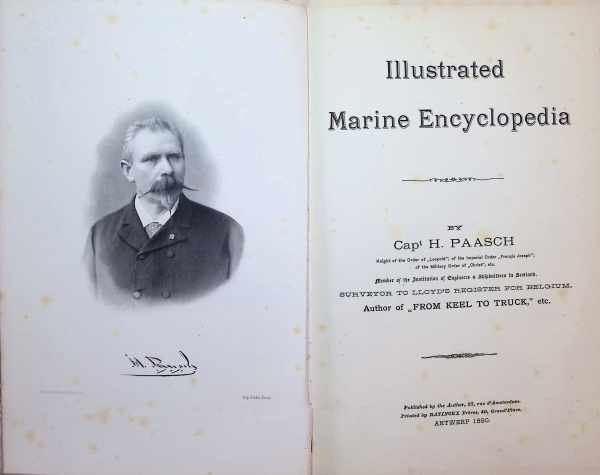 Illustrated
Marine Encyclopedia
BY
Capt H. PAASCH
Knight of the Order of „Leopold"; of the Imperial Order „François Joseph";
of the Military Order of „Christ"; etc.
Member of the Institution of Engineers & Shipbuilders in Scotland.
SURVEYOR TO LLOYD'S REGISTER FOR BELGIUM.
Author of „FROM KEEL TO TRUCK," etc.
Published by the Author, rue d'Amsterdam.
Printed by RATINCKX Frères, 40, Grand'Place.
ANTWERP 1890.